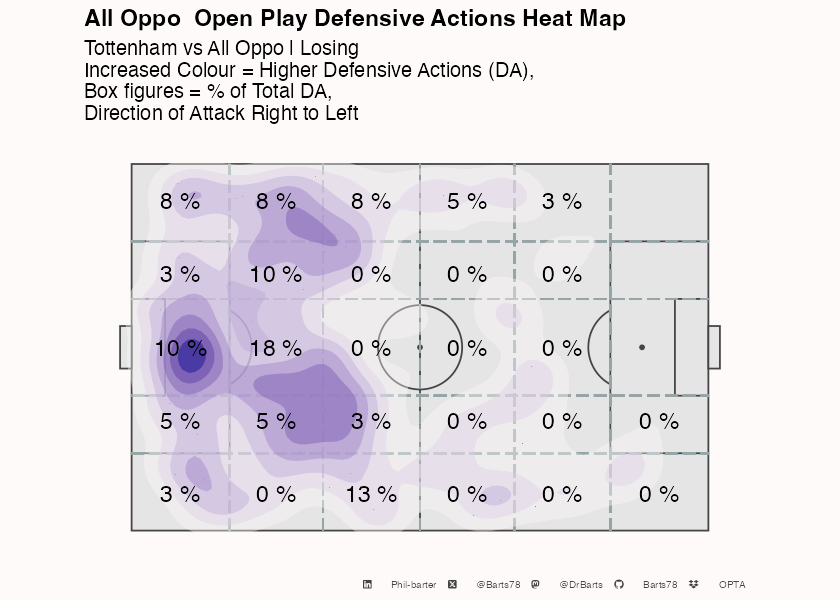 All Oppo  Open Play Defensive Actions Heat Map
Tottenham vs All Oppo | Losing
Increased Colour = Higher Defensive Actions (DA),
Box figures = % of Total DA,
Direction of Attack Right to Left
8 % 8 % 8 % 5 % 3 %
3 % 10 % 0 % 0 % 0 %
10 % 18 % 0 % 0 % 0 %
5 % 5 % 3 % 0 % 0 % 0 %
3 % 0 % 13 % 0 % 0 % 0 %
Phil-barter @Barts78 @DrBarts Barts78 OPTA